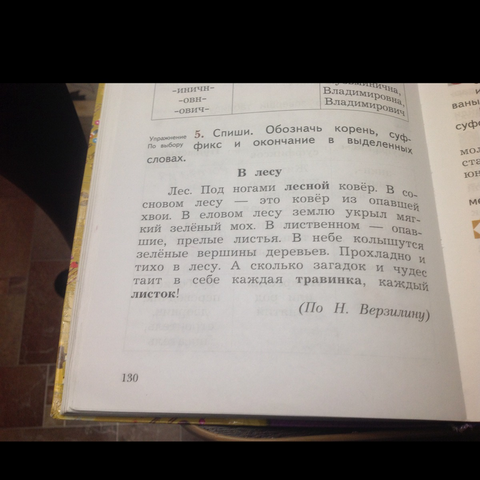 -иничн-
-овн-
-ович-
Владимировна,
Владимирович
Упражнение 5. Спиши. Обозначь корень, суф-
По выбору фикс и окончание в выделенных
словах.
В лесу
Лес. Под ногами лесной ковёр. В со-
сновом лесу — это ковёр из опавшей
хвои. В еловом лесу землю укрыл мяг-
кий зелёный мох. В лиственном — опав-
шие, прелые листья. В небе колышутся
зелёные вершины деревьев. Прохладно и
тихо в лесу. А сколько загадок и чудес
таит в себе каждая травинка, каждый
листок!
(По Н. Верзилину)
130